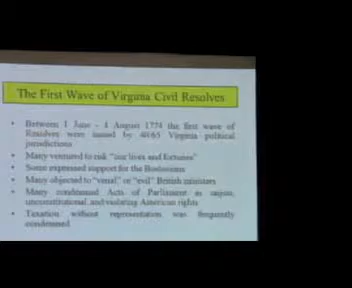 The First Wave of Virginia Civil Resolves
• Between 1 June - 4 August 1774 the first wave of
Resolves were issued by 40/65 Virginia political
jurisdictions
• Many ventured to risk "our lives and fortunes"
• Some expressed support for the Bostonians
• Many objected to "venal" or "evil" British ministers
• Many condemned Acts of Parliament as unjust,
unconstitutional, and violating American rights
• Taxation without representation was frequently
condemned